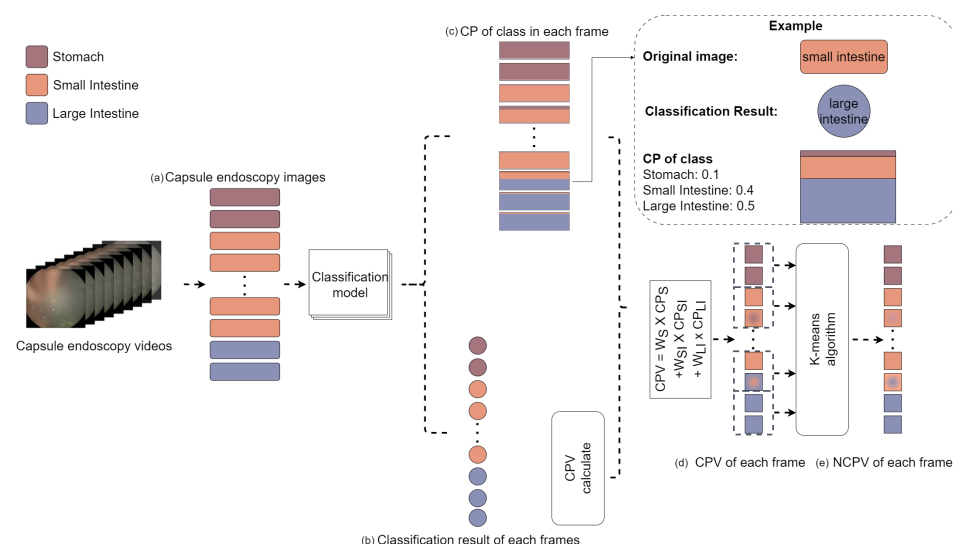 Stomach
Small Intestine
Large Intestine
(a) Capsule endoscopy images
Capsule endoscopy videos
Classification
model
(c) CP of class in each frame
(b) Classification result of each frames
CPV
calculate
Example
Original image:
small intestine
Classification Result:
large
intestine
CP of class
Stomach: 0.1
Small Intestine: 0.4
Large Intestine: 0.5
CPV = WS X CPS
+WSI X CPSI
+ WLI x CPLI
K-means
algorithm
(d) CPV of each frame
(e) NCPV of each frame